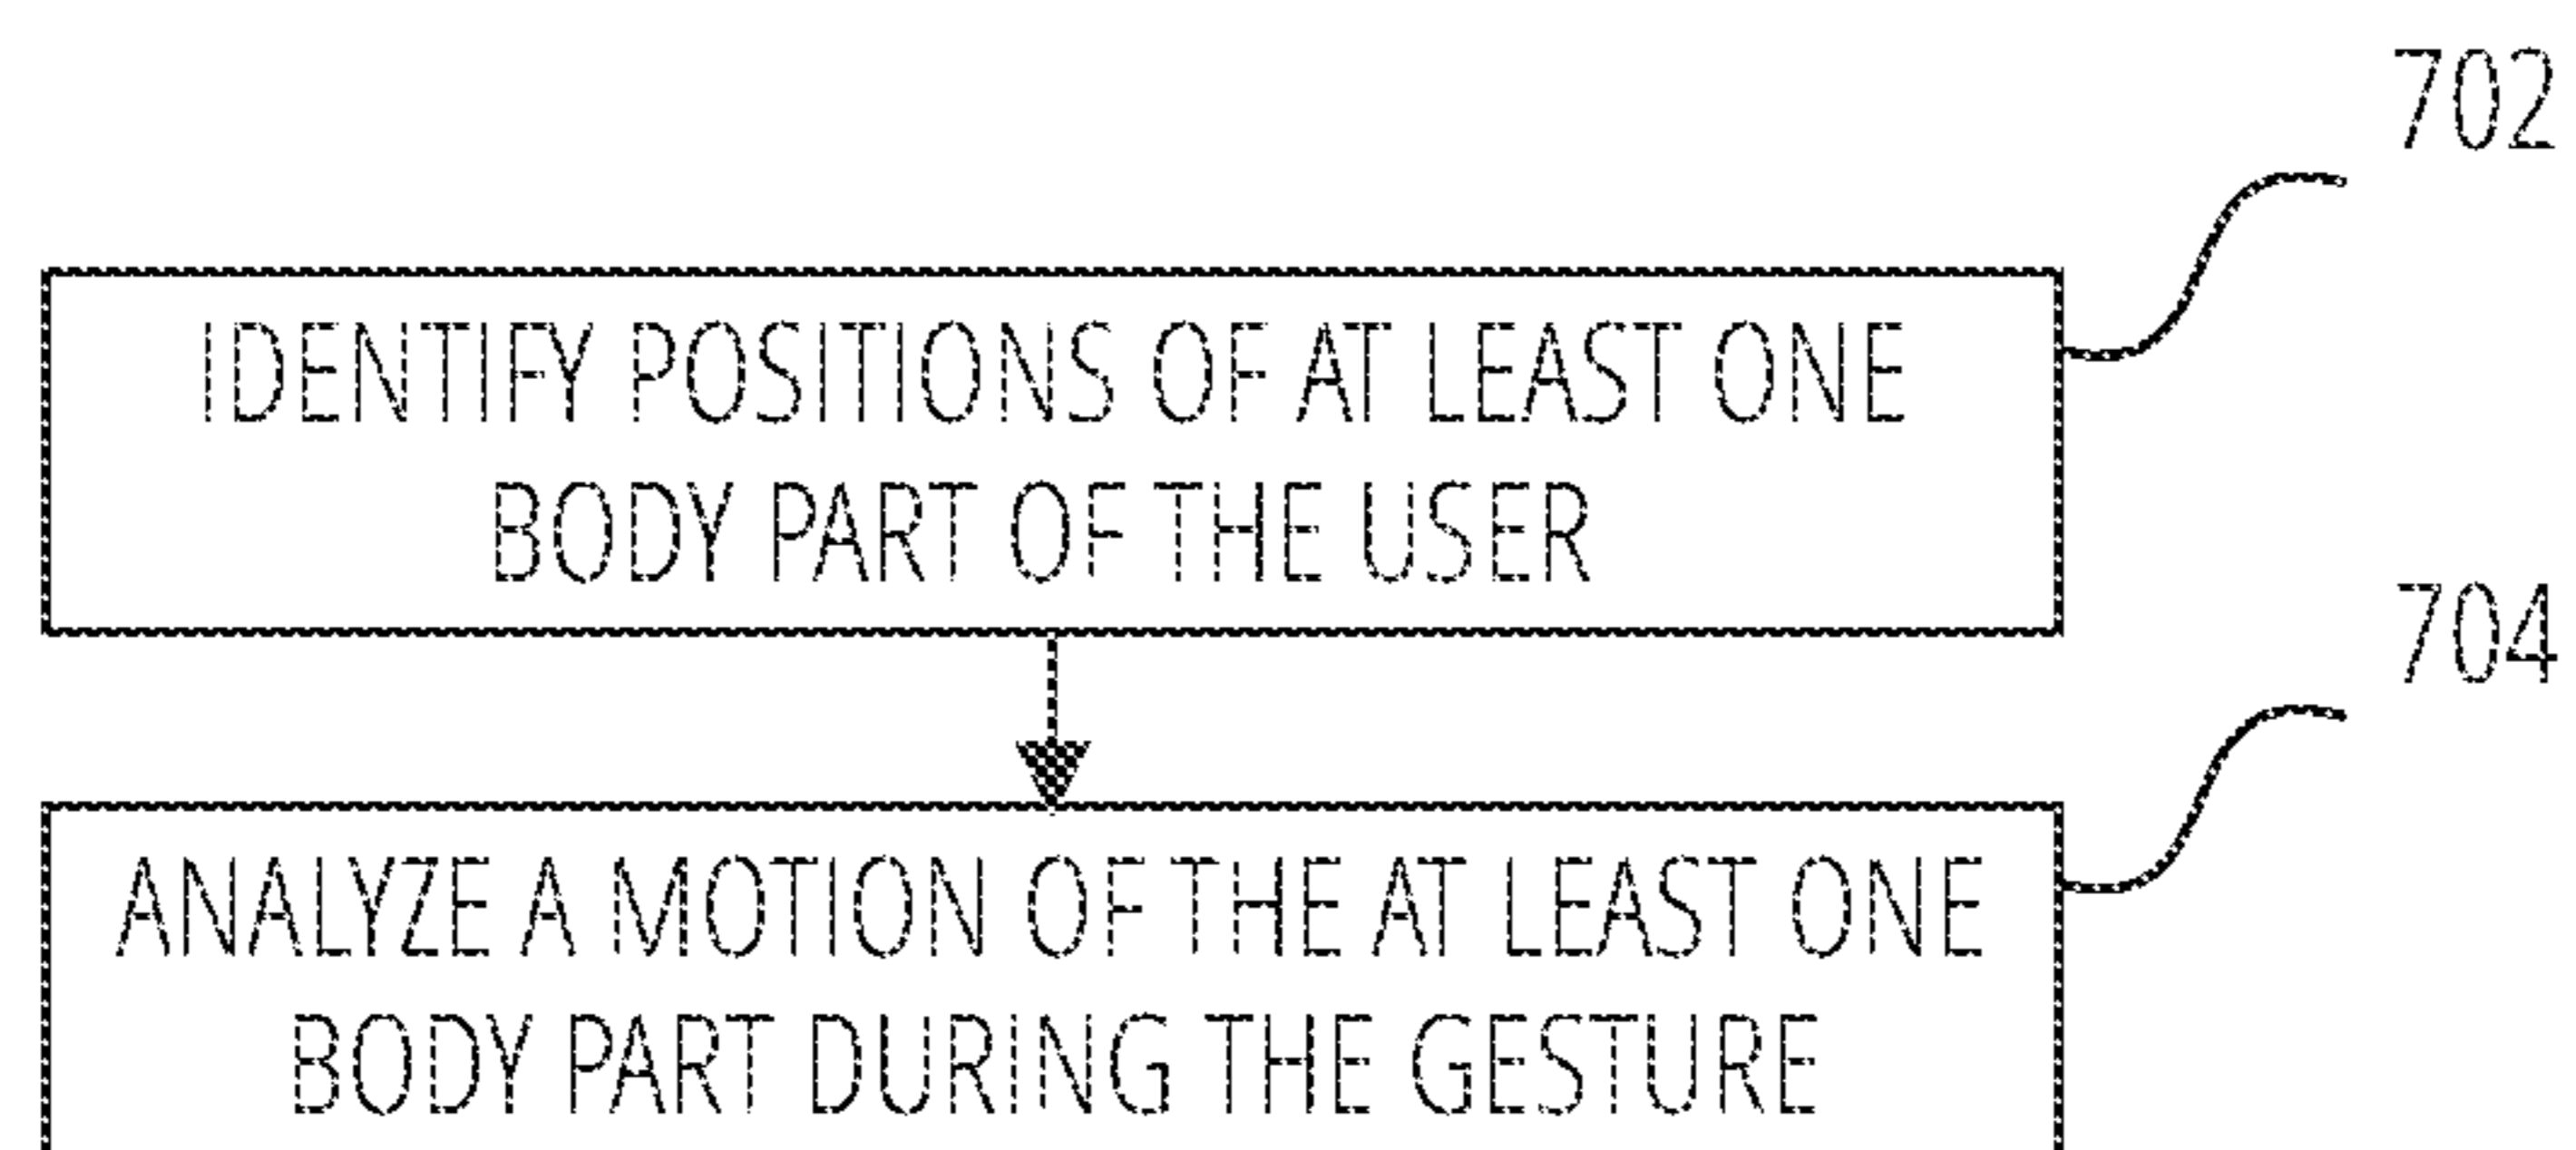 702
IDENTIFY POSITIONS OF AT LEAST ONE
BODY PART OF THE USER
704
ANALYZE A MOTION OF THE AT LEAST ONE
BODY PART DURING THE GESTURE